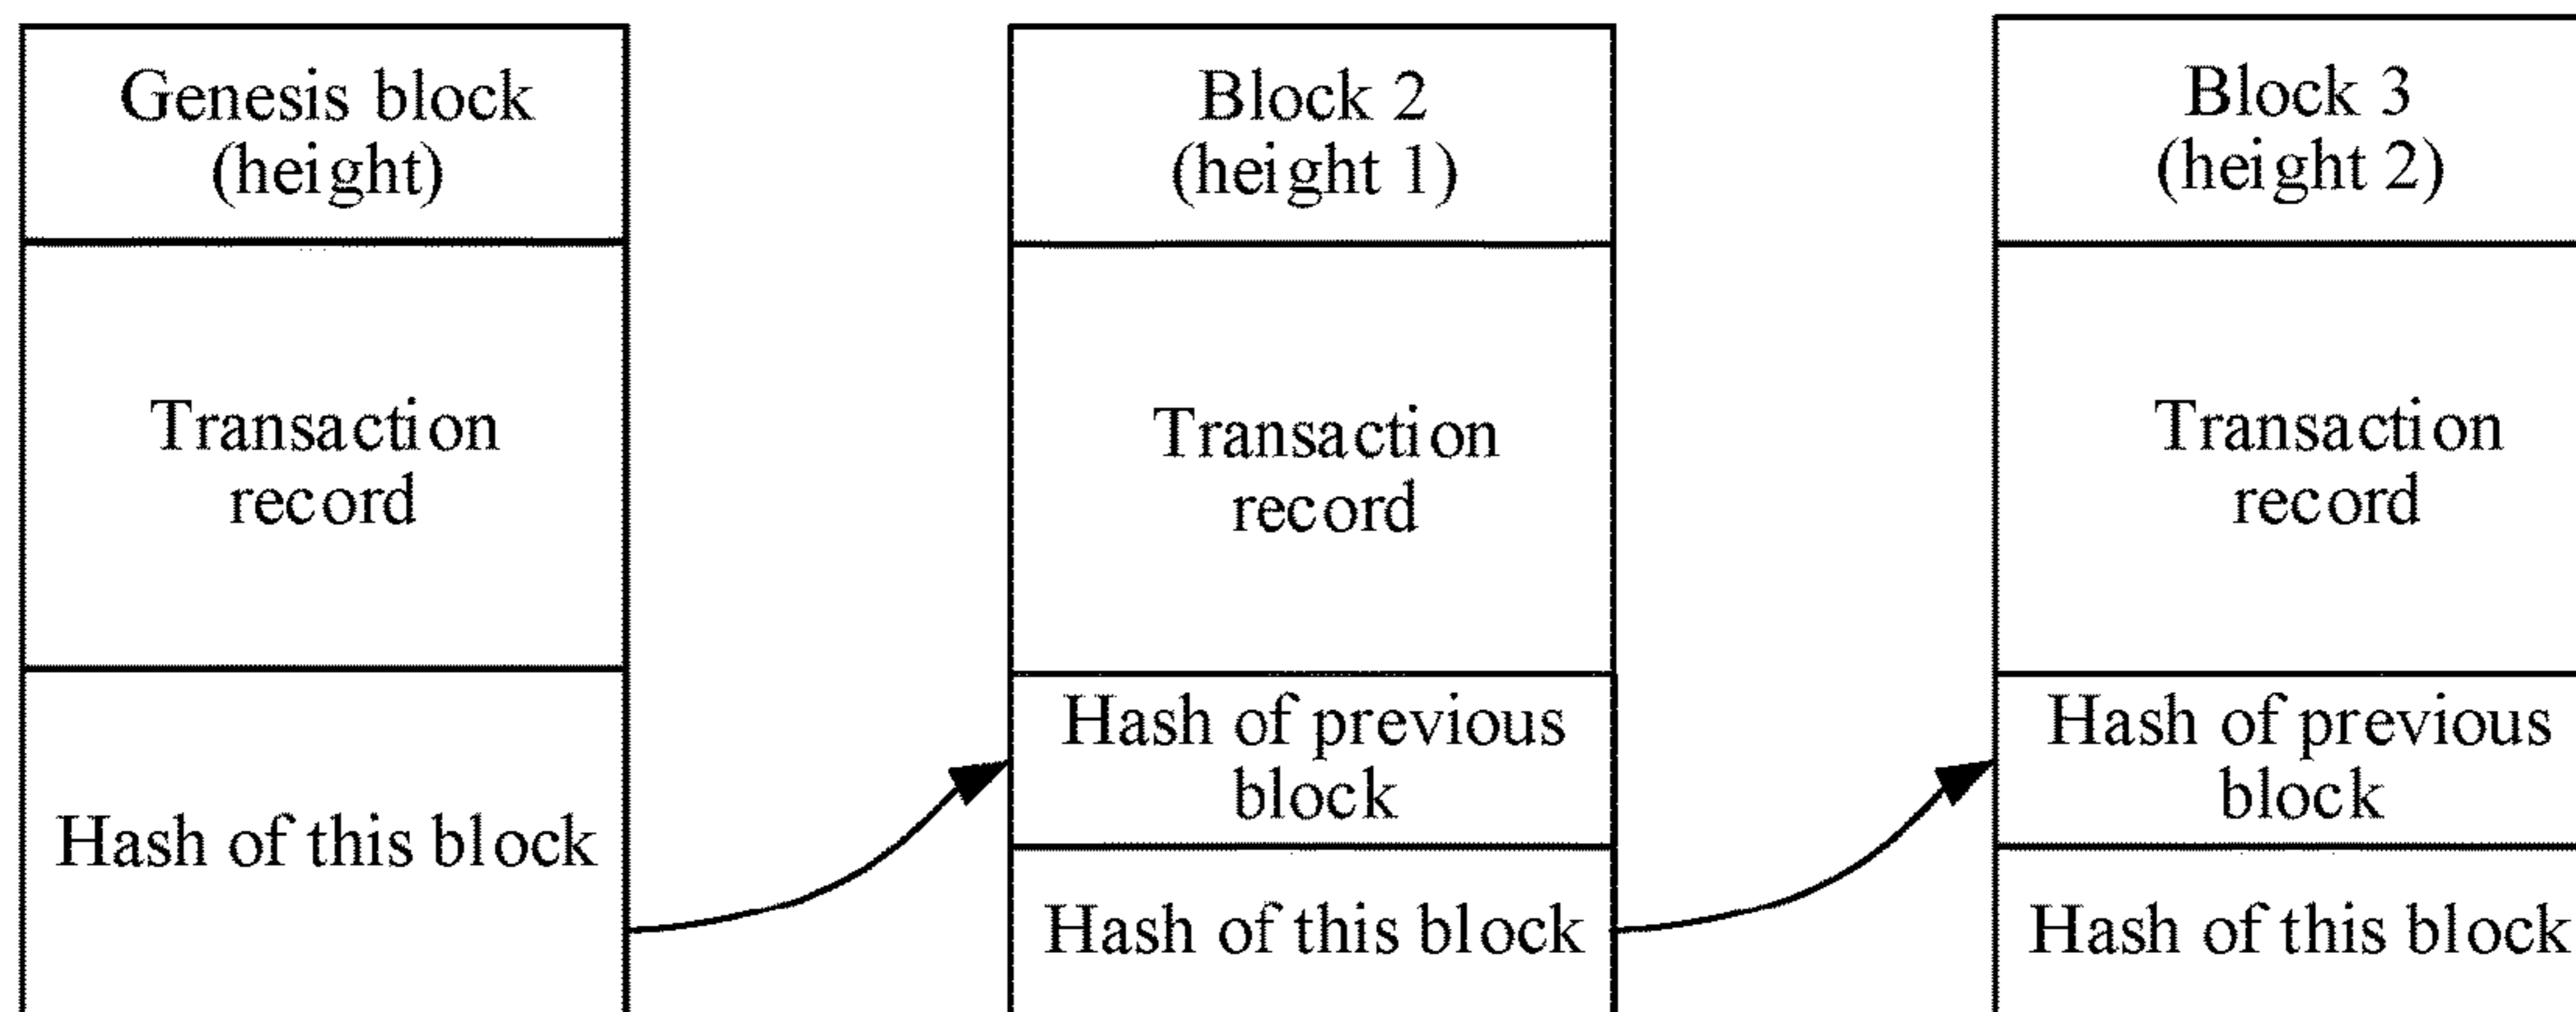 Genesis block
(height)
Transaction
record
Hash of this block
Block 2
(height 1)
Transaction
record
Hash of previous
block
Hash of this block
Block 3
(height 2)
Transaction
record
Hash of previous
block
Hash of this block